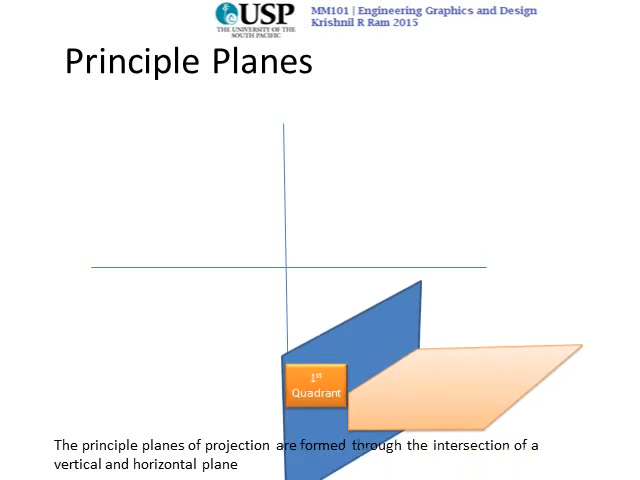 USP
THE UNIVERSITY OF THE
SOUTH PACIFIC
MM101 | Engineering Graphics and Design
Krishnil R Ram 2015
Principle Planes
1st
Quadrant
The principle planes of projection are formed through the intersection of a
vertical and horizontal plane